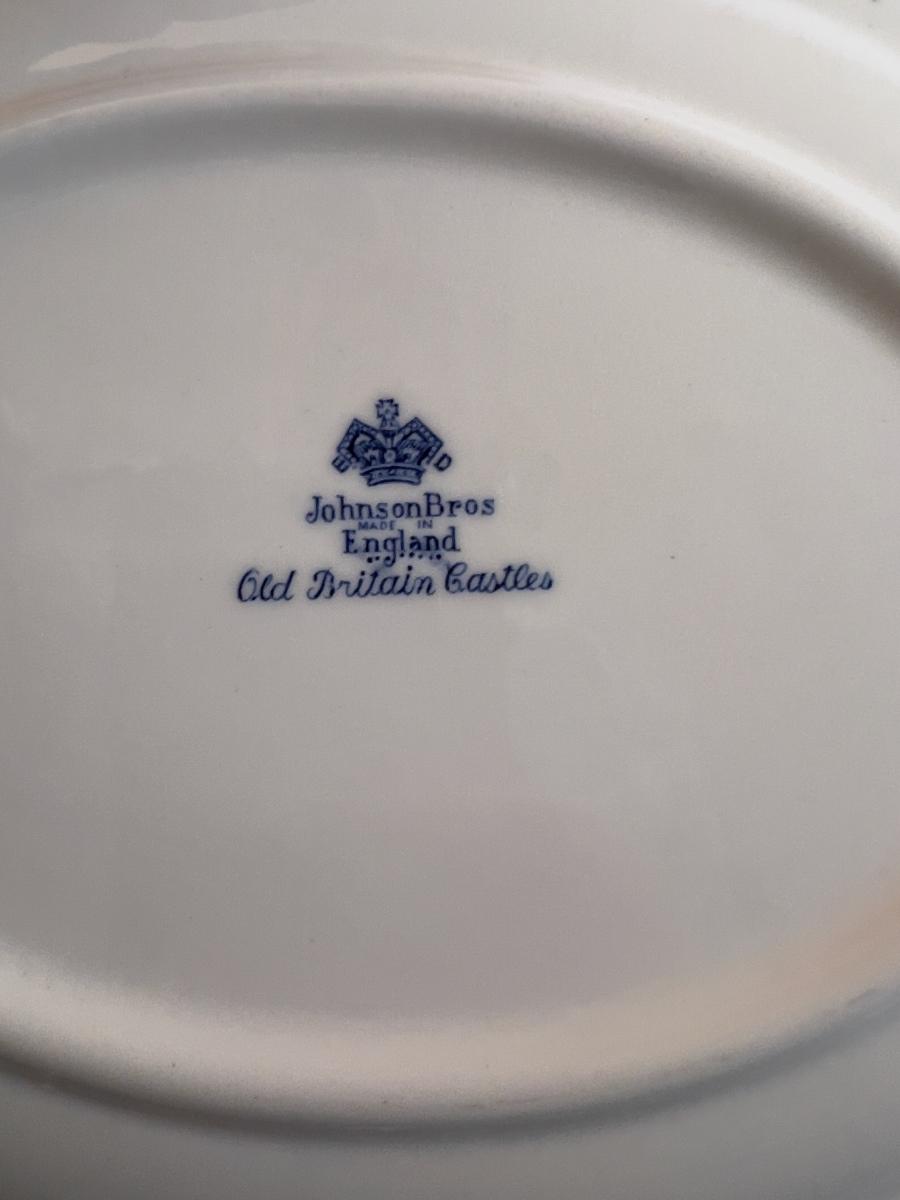 JohnsonBros
MADE IN
England
Old Britain Castles